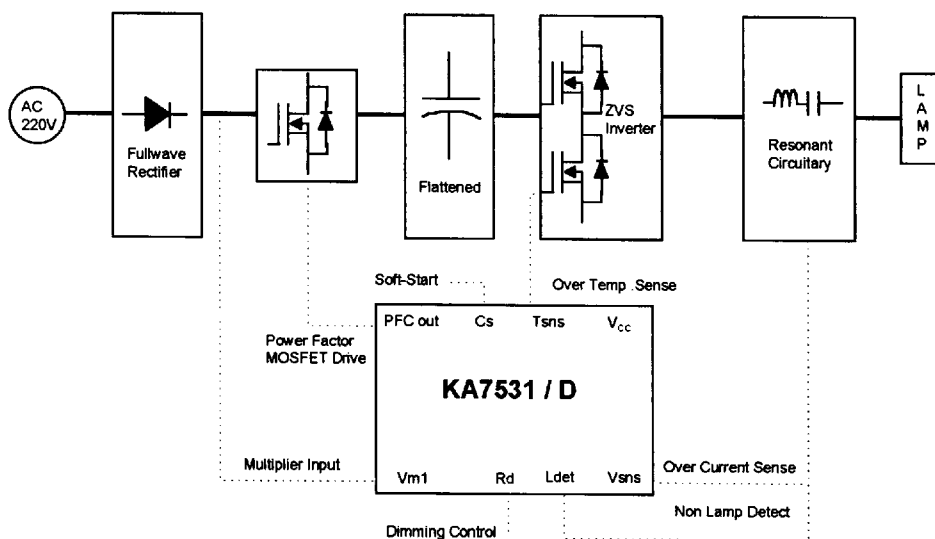 AC
220V
Fullwave
Rectifier
Flattened
ZVS
Inverter
Resonant
Circuitary
L
A
M
P
Soft-Start
Over Temp .Sense
PFC out
Cs
Tsns
Vcc
Power Factor
MOSFET Drive
KA7531 / D
Multiplier Input
Vm1
Rd
Ldet
Vsns
Over Current Sense
Non Lamp Detect
Dimming Control